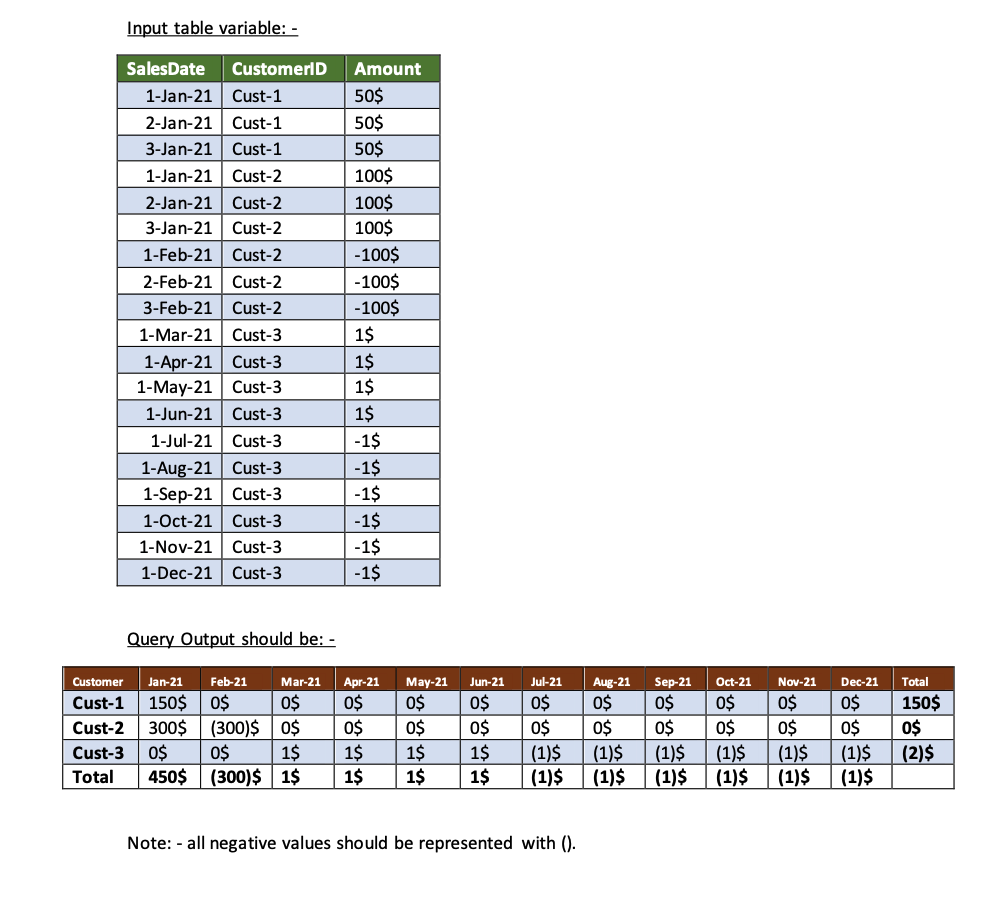 Input table variable: -
SalesDate CustomerID Amount
1-Jan-21 Cust-1 50$
2-Jan-21 Cust-1 50$
3-Jan-21 Cust-1 50$
1-Jan-21 Cust-2 100$
2-Jan-21 Cust-2 100$
3-Jan-21 Cust-2 100$
1-Feb-21 Cust-2 -100$
2-Feb-21 Cust-2 -100$
3-Feb-21 Cust-2 -100$
1-Mar-21 Cust-3 1$
1-Apr-21 Cust-3 1$
1-May-21 Cust-3 1$
1-Jun-21 Cust-3 1$
1-Jul-21 Cust-3 -1$
1-Aug-21 Cust-3 -1$
1-Sep-21 Cust-3 -1$
1-Oct-21 Cust-3 -1$
1-Nov-21 Cust-3 -1$
1-Dec-21 Cust-3 -1$
Query Output should be: -
Customer Jan-21 Feb-21 Mar-21 Apr-21 May-21 Jun-21 Jul-21 Aug-21 Sep-21 Oct-21 Nov-21 Dec-21 Total
Cust-1 150$ 0$ 0$ 0$ 0$ 0$ 0$ 0$ 0$ 0$ 0$ 0$ 150$
Cust-2 300$ (300)$ 0$ 0$ 0$ 0$ 0$ 0$ 0$ 0$ 0$ 0$ 0$
Cust-3 0$ 0$ 1$ 1$ 1$ 1$ (1)$ (1)$ (1)$ (1)$ (1)$ (1)$ (2)$
Total 450$ (300)$ 1$ 1$ 1$ 1$ (1)$ (1)$ (1)$ (1)$ (1)$ (1)$
Note: - all negative values should be represented with ().